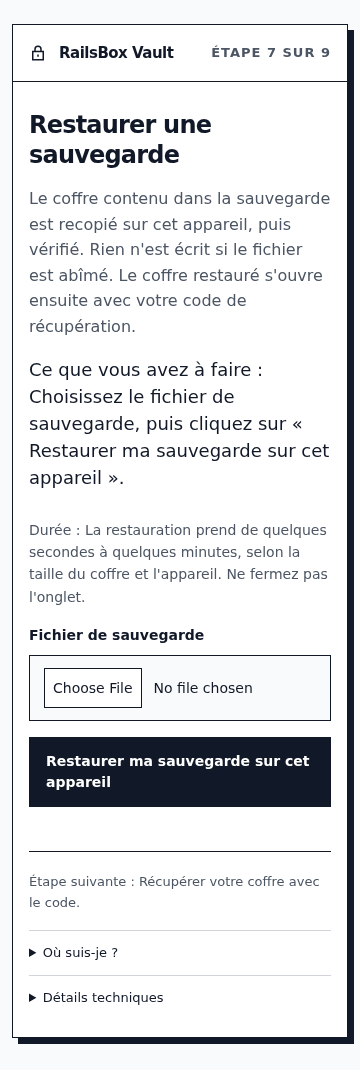 RailsBox Vault
ÉTAPE 7 SUR 9
Restaurer une
sauvegarde
Le coffre contenu dans la sauvegarde
est recopié sur cet appareil, puis
vérifié. Rien n'est écrit si le fichier
est abîmé. Le coffre restauré s'ouvre
ensuite avec votre code de
récupération.
Ce que vous avez à faire :
Choisissez le fichier de
sauvegarde, puis cliquez sur «
Restaurer ma sauvegarde sur cet
appareil ».
Durée : La restauration prend de quelques
secondes à quelques minutes, selon la
taille du coffre et l'appareil. Ne fermez pas
l'onglet.
Fichier de sauvegarde
Choose File No file chosen
Restaurer ma sauvegarde sur cet
appareil
Étape suivante : Récupérer votre coffre avec
le code.
Où suis-je ?
Détails techniques